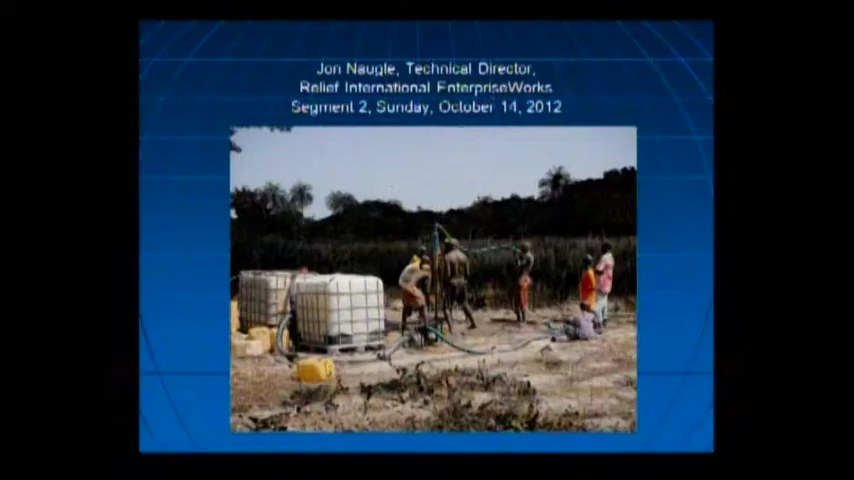 Jon Naugle, Technical Director,
Relief International EnterpriseWorks
Segment 2, Sunday, October 14, 2012